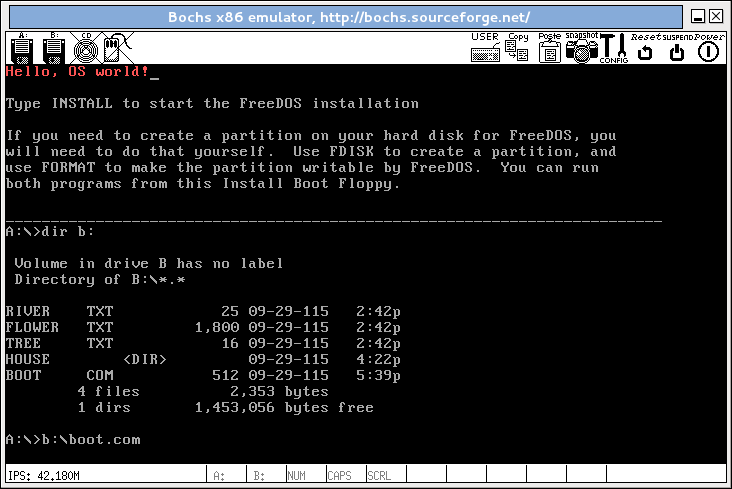 Bochs x86 emulator, http://bochs.sourceforge.net/
A: B: CD USER Copy Paste snapshot CONFIG Reset SUSPEND Power
Hello, OS world!_
Type INSTALL to start the FreeDOS installation
If you need to create a partition on your hard disk for FreeDOS, you
will need to do that yourself.  Use FDISK to create a partition, and
use FORMAT to make the partition writable by FreeDOS.  You can run
both programs from this Install Boot Floppy.
A:\>dir b:
Volume in drive B has no label
Directory of B:\*.*
RIVER    TXT            25 09-29-115   2:42p
FLOWER   TXT         1,800 09-29-115   2:42p
TREE     TXT            16 09-29-115   2:42p
HOUSE        <DIR>         09-29-115   4:22p
BOOT     COM           512 09-29-115   5:39p
4 files          2,353 bytes
1 dirs       1,453,056 bytes free
A:\>b:\boot.com
IPS: 42.180M A: B: NUM CAPS SCRL